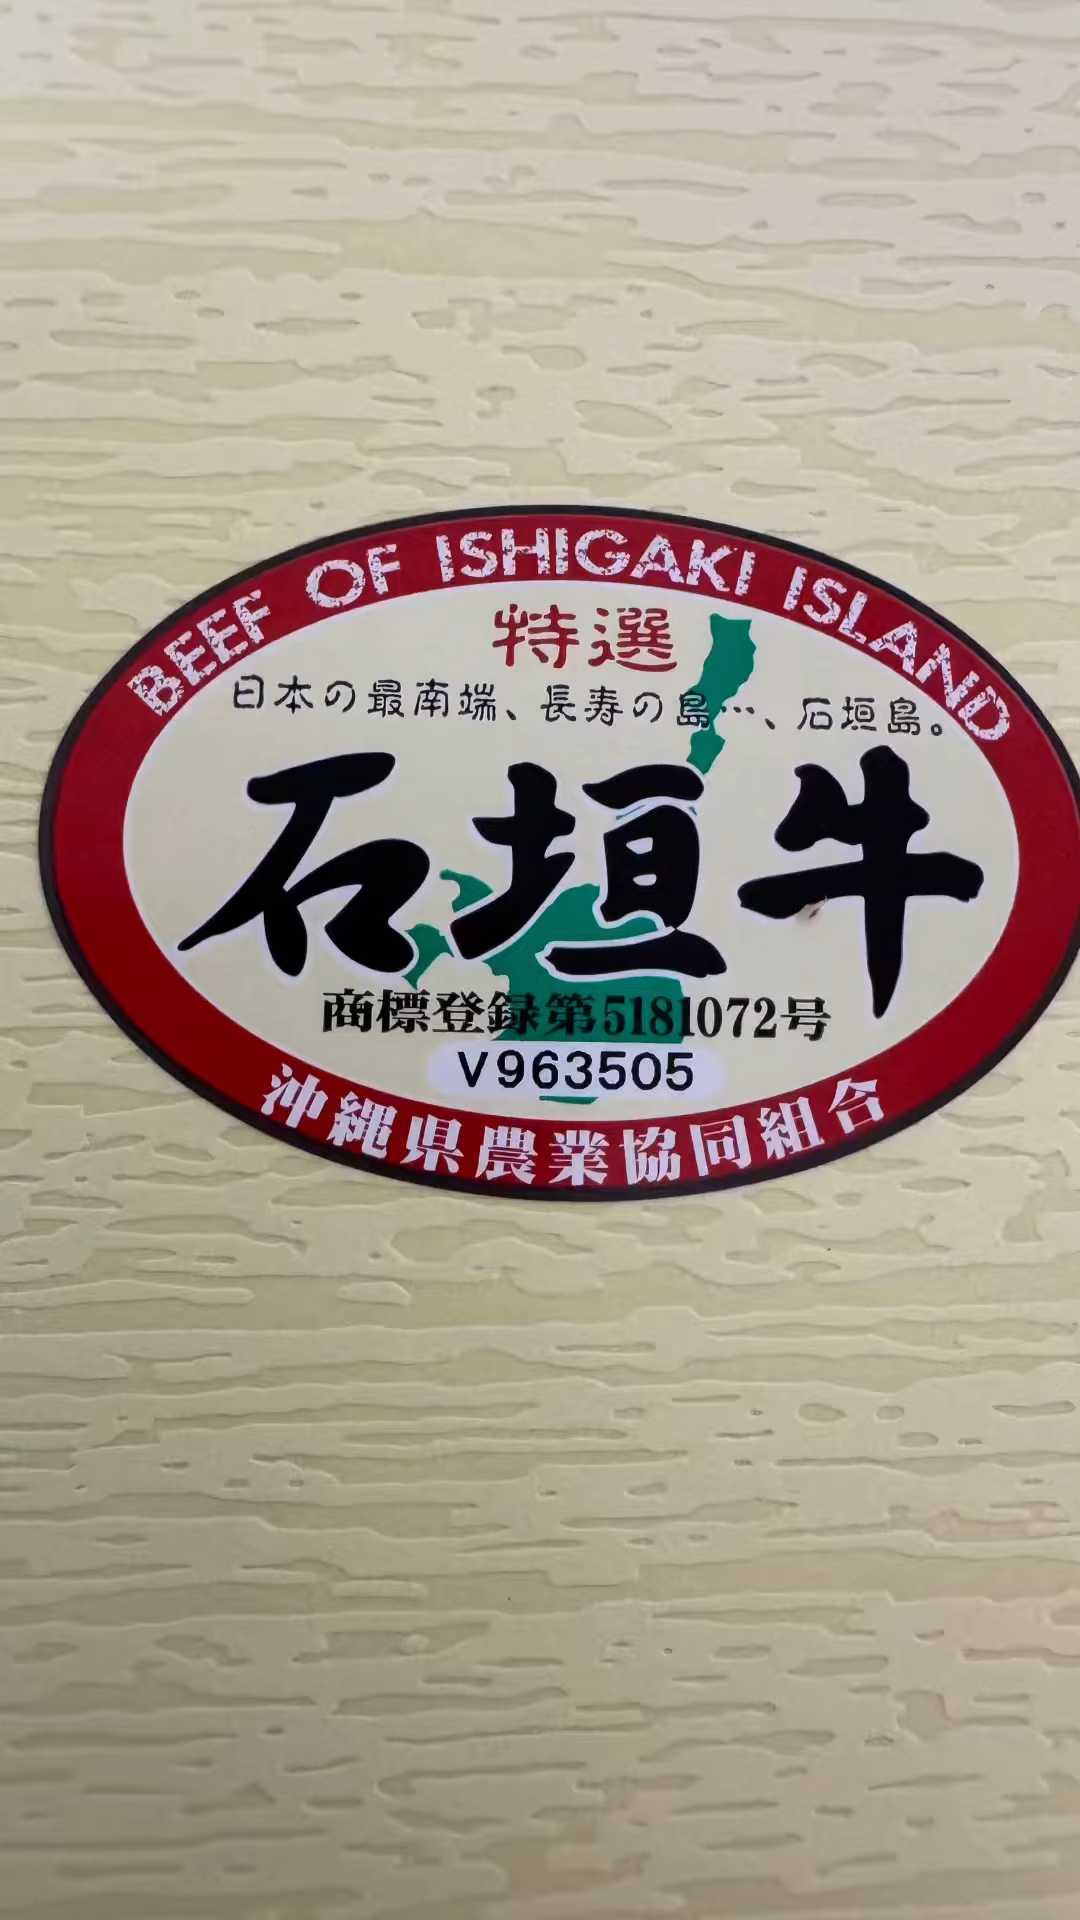 BEEF OF ISHIGAKI ISLAND
特選
日本の最南端、長寿の島…、石垣島。
石垣牛
商標登録第5181072号
V963505
沖縄県農業協同組合